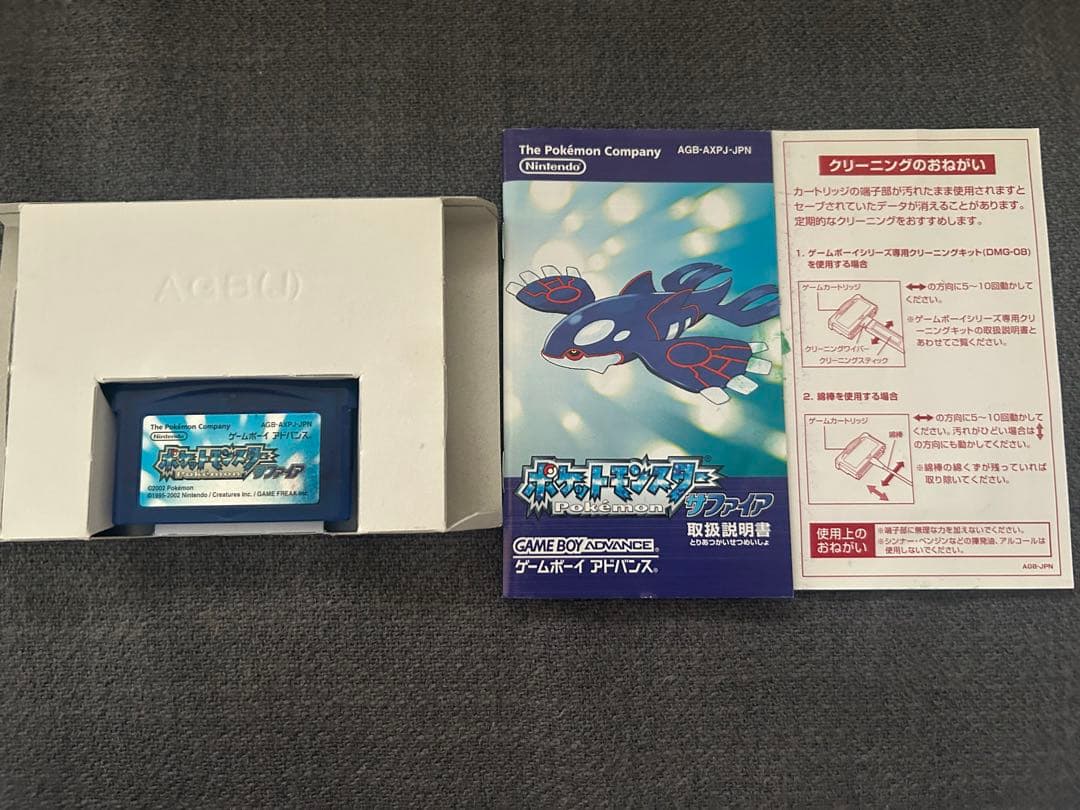 AGB(J)
The Pokémon Company AGB-AXPJ-JPN
Nintendo ゲームボーイ アドバンス®
ポケットモンスター
Pokémon サファイア
©2002 Pokémon
©1995-2002 Nintendo / Creatures Inc. / GAME FREAK inc.
The Pokémon Company AGB-AXPJ-JPN
Nintendo®
ポケットモンスター®
Pokémon サファイア
取扱説明書
とりあつかいせつめいしょ
GAME BOY ADVANCE®
ゲームボーイ アドバンス®
クリーニングのおねがい
カートリッジの端子部が汚れたまま使用されますと
セーブされていたデータが消えることがあります。
定期的なクリーニングをおすすめします。
1. ゲームボーイシリーズ専用クリーニングキット(DMG-08)
を使用する場合
ゲームカートリッジ
クリーニングワイパー
クリーニングスティック
↔の方向に5〜10回動かして
ください。
※ゲームボーイシリーズ専用クリ
ーニングキットの取扱説明書と
あわせてご覧ください。
2. 綿棒を使用する場合
ゲームカートリッジ
綿棒
↔の方向に5〜10回動かして
ください。汚れがひどい場合は↕
の方向にも動かしてください。
※綿棒の綿くずが残っていれば
取り除いてください。
使用上の
おねがい
※端子部に無理な力を加えないでください。
※シンナー・ベンジンなどの揮発油、アルコールは
使用しないでください。
AGB-JPN